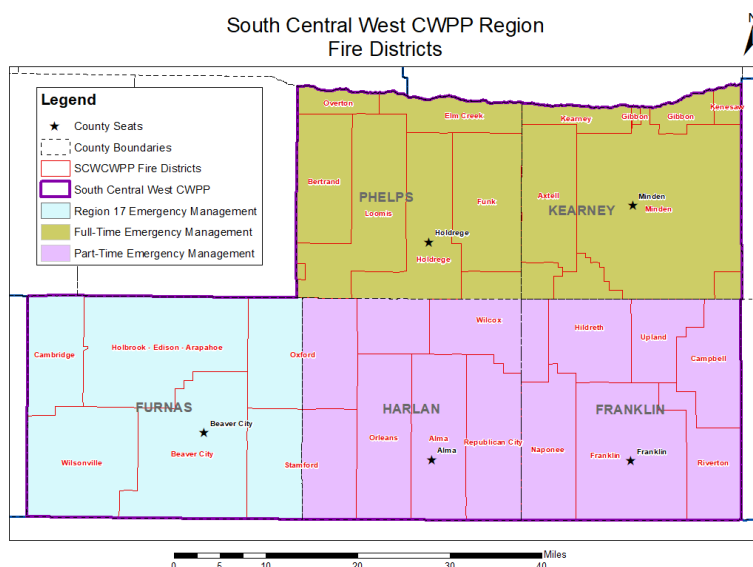 South Central West CWPP Region
Fire Districts
N
Legend
County Seats
County Boundaries
SCWCWPP Fire Districts
South Central West CWPP
Region 17 Emergency Management
Full-Time Emergency Management
Part-Time Emergency Management
Overton
Elm Creek
Kearney
Gibbon
Gibbon
Kenesaw
Bertrand
PHELPS
Loomis
Funk
Axtell
KEARNEY
Minden
Minden
Holdrege
Holdrege
Cambridge
Holbrook - Edison - Arapahoe
Oxford
Wilcox
Hildreth
Upland
Campbell
FURNAS
HARLAN
FRANKLIN
Beaver City
Beaver City
Wilsonville
Stamford
Orleans
Alma
Alma
Republican City
Naponee
Franklin
Franklin
Riverton
Miles
0 5 10 20 30 40